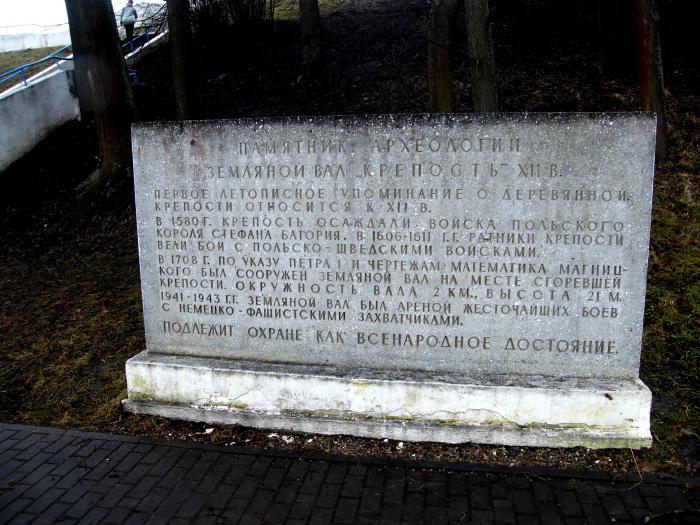 ПАМЯТНИК АРХЕОЛОГИИ
ЗЕМЛЯНОЙ ВАЛ „КРЕПОСТЬ" XII В.
ПЕРВОЕ ЛЕТОПИСНОЕ УПОМИНАНИЕ О ДЕРЕВЯННОЙ
КРЕПОСТИ ОТНОСИТСЯ К XII В.
В 1580 Г. КРЕПОСТЬ ОСАЖДАЛИ ВОЙСКА ПОЛЬСКОГО
КОРОЛЯ СТЕФАНА БАТОРИЯ. В 1606-1611 Г.Г. РАТНИКИ КРЕПОСТИ
ВЕЛИ БОИ С ПОЛЬСКО-ШВЕДСКИМИ ВОЙСКАМИ.
В 1708 Г. ПО УКАЗУ ПЕТРА I И ЧЕРТЕЖАМ МАТЕМАТИКА МАГНИЦ-
КОГО БЫЛ СООРУЖЕН ЗЕМЛЯНОЙ ВАЛ НА МЕСТЕ СГОРЕВШЕЙ
КРЕПОСТИ. ОКРУЖНОСТЬ ВАЛА 2 КМ., ВЫСОТА 21 М.
1941-1943 Г.Г. ЗЕМЛЯНОЙ ВАЛ БЫЛ АРЕНОЙ ЖЕСТОЧАЙШИХ БОЕВ
С НЕМЕЦКО-ФАШИСТСКИМИ ЗАХВАТЧИКАМИ.
ПОДЛЕЖИТ ОХРАНЕ КАК ВСЕНАРОДНОЕ ДОСТОЯНИЕ.